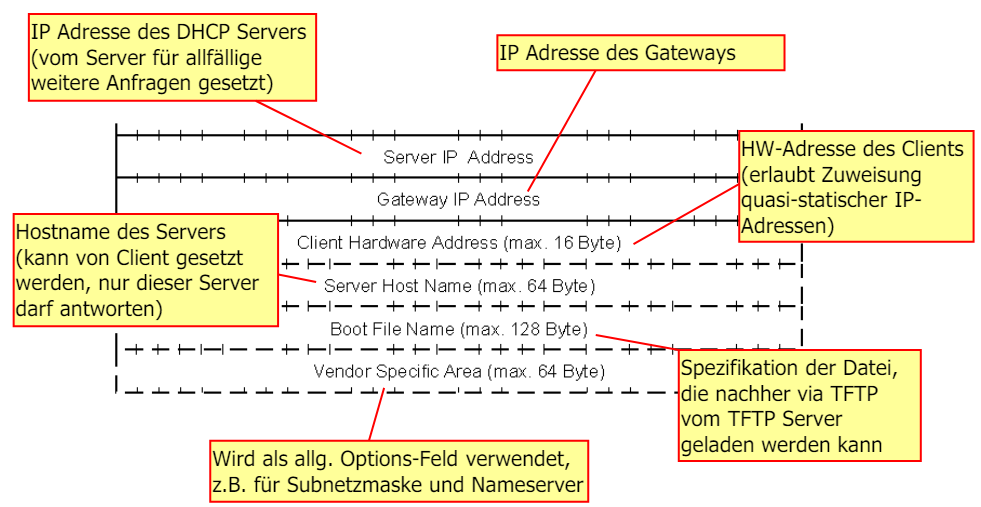 IP Adresse des DHCP Servers
(vom Server für allfällige
weitere Anfragen gesetzt)
IP Adresse des Gateways
Server IP Address
HW-Adresse des Clients
(erlaubt Zuweisung
quasi-statischer IP-
Adressen)
Gateway IP Address
Hostname des Servers
(kann von Client gesetzt
werden, nur dieser Server
darf antworten)
Client Hardware Address (max. 16 Byte)
Server Host Name (max. 64 Byte)
Boot File Name (max. 128 Byte)
Vendor Specific Area (max. 64 Byte)
Spezifikation der Datei,
die nachher via TFTP
vom TFTP Server
geladen werden kann
Wird als allg. Options-Feld verwendet,
z.B. für Subnetzmaske und Nameserver